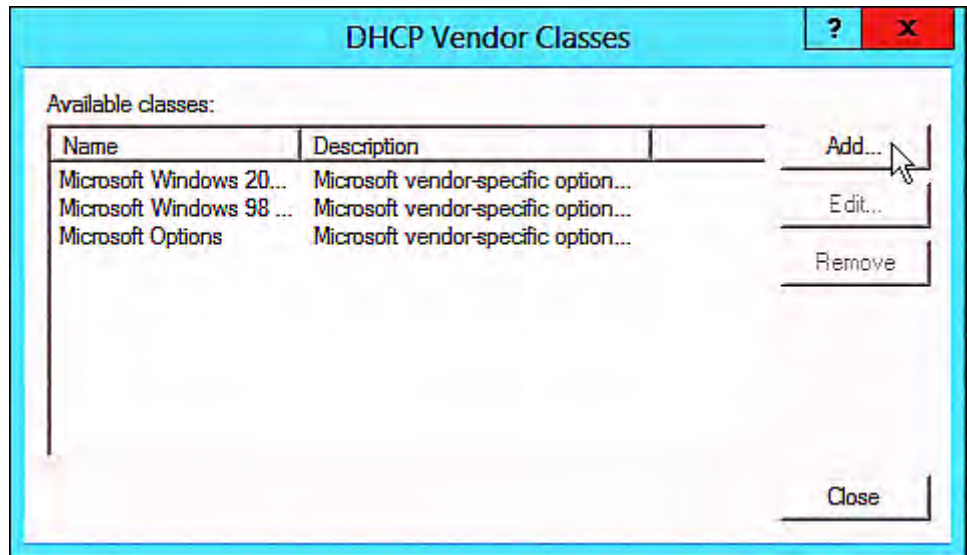 DHCP Vendor Classes
? x
Available classes:
Name Description
Microsoft Windows 20... Microsoft vendor-specific option...
Microsoft Windows 98 ... Microsoft vendor-specific option...
Microsoft Options Microsoft vendor-specific option...
Add...
Edit...
Remove
Close